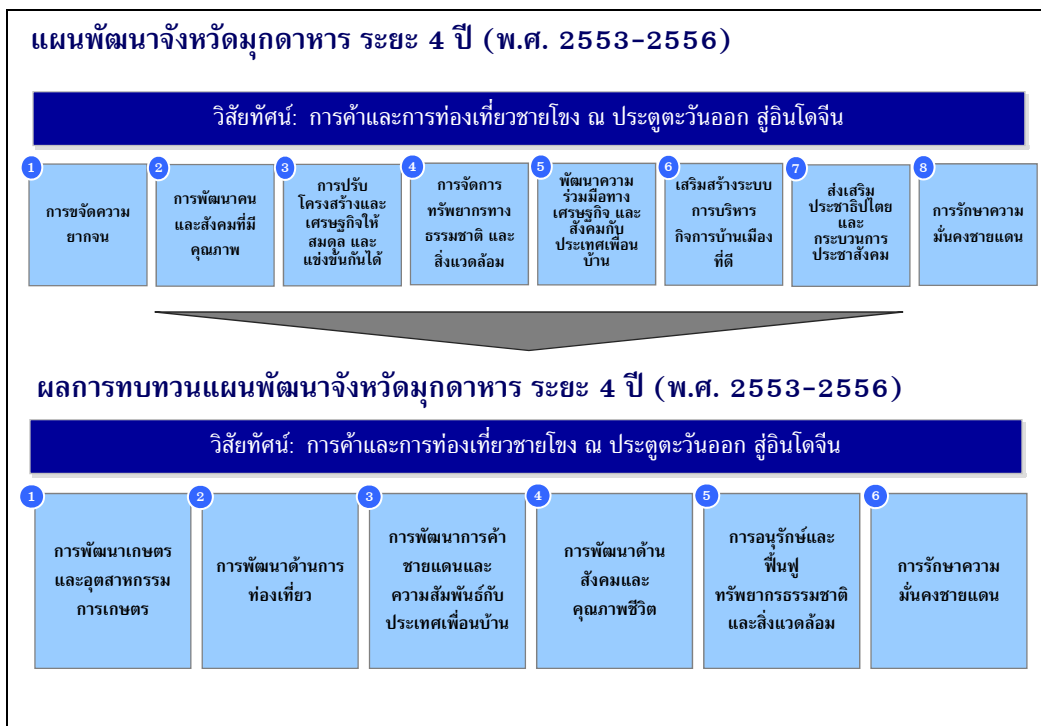 แผนพัฒนาจังหวัดมุกดาหาร ระยะ 4 ปี (พ.ศ. 2553-2556)
วิสัยทัศน์: การค้าและการท่องเที่ยวชายโขง ณ ประตูตะวันออก สู่อินโดจีน
1
การขจัดความ
ยากจน
2
การพัฒนาคน
และสังคมที่มี
คุณภาพ
3
การปรับ
โครงสร้างและ
เศรษฐกิจให้
สมดุล และ
แข่งขันกันได้
4
การจัดการ
ทรัพยากรทาง
ธรรมชาติ และ
สิ่งแวดล้อม
5
พัฒนาความ
ร่วมมือทาง
เศรษฐกิจ และ
สังคมกับ
ประเทศเพื่อน
บ้าน
6
เสริมสร้างระบบ
การบริหาร
กิจการบ้านเมือง
ที่ดี
7
ส่งเสริม
ประชาธิปไตย
และ
กระบวนการ
ประชาสังคม
8
การรักษาความ
มั่นคงชายแดน
ผลการทบทวนแผนพัฒนาจังหวัดมุกดาหาร ระยะ 4 ปี (พ.ศ. 2553-2556)
วิสัยทัศน์: การค้าและการท่องเที่ยวชายโขง ณ ประตูตะวันออก สู่อินโดจีน
1
การพัฒนาเกษตร
และอุตสาหกรรม
การเกษตร
2
การพัฒนาด้านการ
ท่องเที่ยว
3
การพัฒนาการค้า
ชายแดนและ
ความสัมพันธ์กับ
ประเทศเพื่อนบ้าน
4
การพัฒนาด้าน
สังคมและ
คุณภาพชีวิต
5
การอนุรักษ์และ
ฟื้นฟู
ทรัพยากรธรรมชาติ
และสิ่งแวดล้อม
6
การรักษาความ
มั่นคงชายแดน